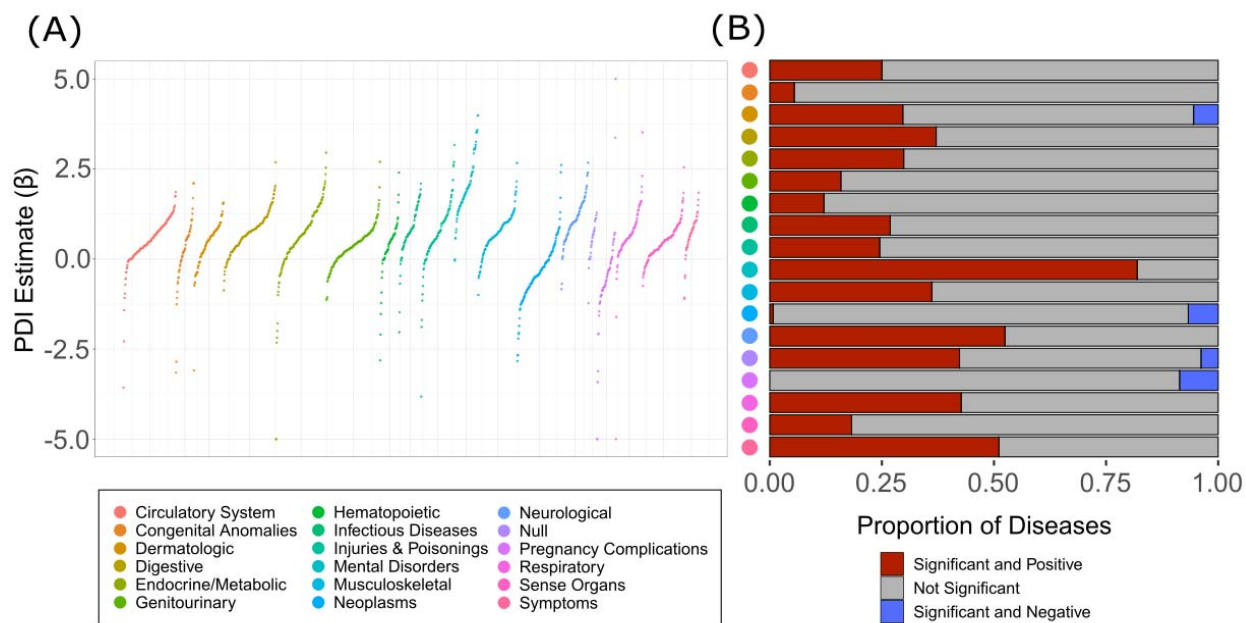 (A)
PDI Estimate (β)
5.0
2.5
0.0
-2.5
-5.0
Circulatory System
Congenital Anomalies
Dermatologic
Digestive
Endocrine/Metabolic
Genitourinary
Hematopoietic
Infectious Diseases
Injuries & Poisonings
Mental Disorders
Musculoskeletal
Neoplasms
Neurological
Null
Pregnancy Complications
Respiratory
Sense Organs
Symptoms
(B)
0.00 0.25 0.50 0.75 1.00
Proportion of Diseases
Significant and Positive
Not Significant
Significant and Negative